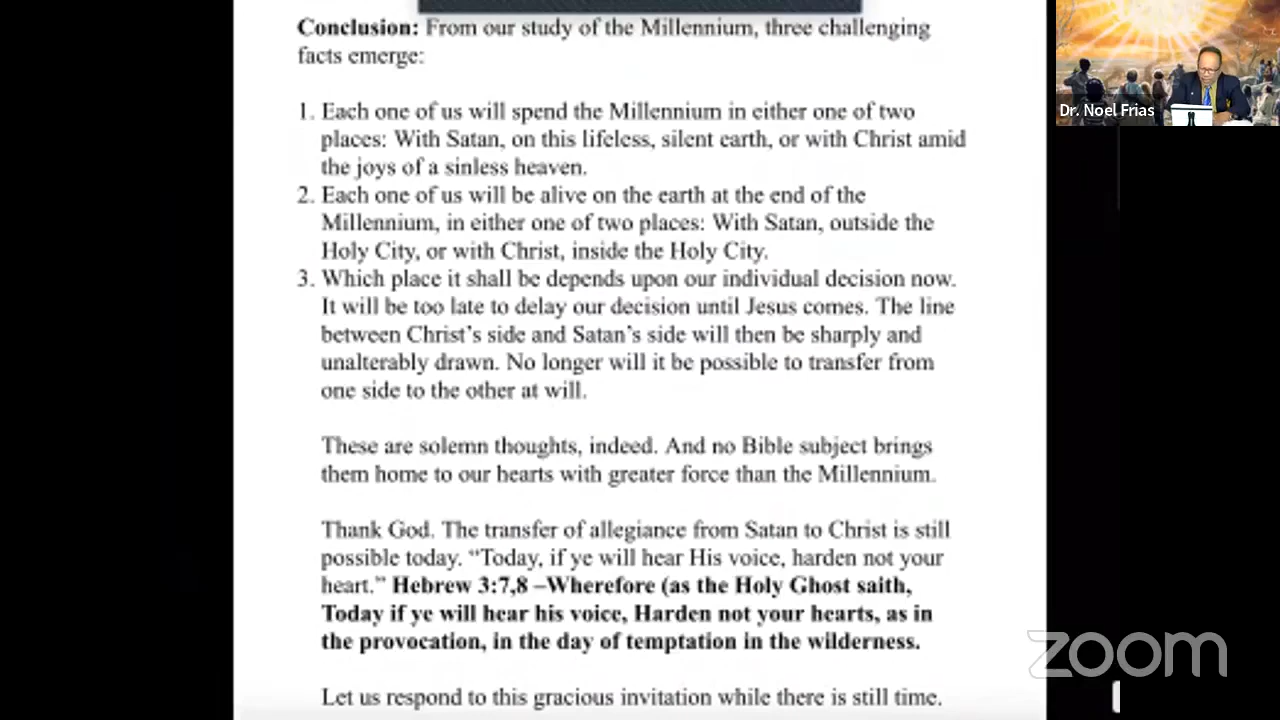 Conclusion: From our study of the Millennium, three challenging
facts emerge:
1. Each one of us will spend the Millennium in either one of two
places: With Satan, on this lifeless, silent earth, or with Christ amid
the joys of a sinless heaven.
2. Each one of us will be alive on the earth at the end of the
Millennium, in either one of two places: With Satan, outside the
Holy City, or with Christ, inside the Holy City.
3. Which place it shall be depends upon our individual decision now.
It will be too late to delay our decision until Jesus comes. The line
between Christ’s side and Satan’s side will then be sharply and
unalterably drawn. No longer will it be possible to transfer from
one side to the other at will.
These are solemn thoughts, indeed. And no Bible subject brings
them home to our hearts with greater force than the Millennium.
Thank God. The transfer of allegiance from Satan to Christ is still
possible today. “Today, if ye will hear His voice, harden not your
heart.” Hebrew 3:7,8 –Wherefore (as the Holy Ghost saith,
Today if ye will hear his voice, Harden not your hearts, as in
the provocation, in the day of temptation in the wilderness.
Let us respond to this gracious invitation while there is still time.
Dr. Noel Frias
zoom